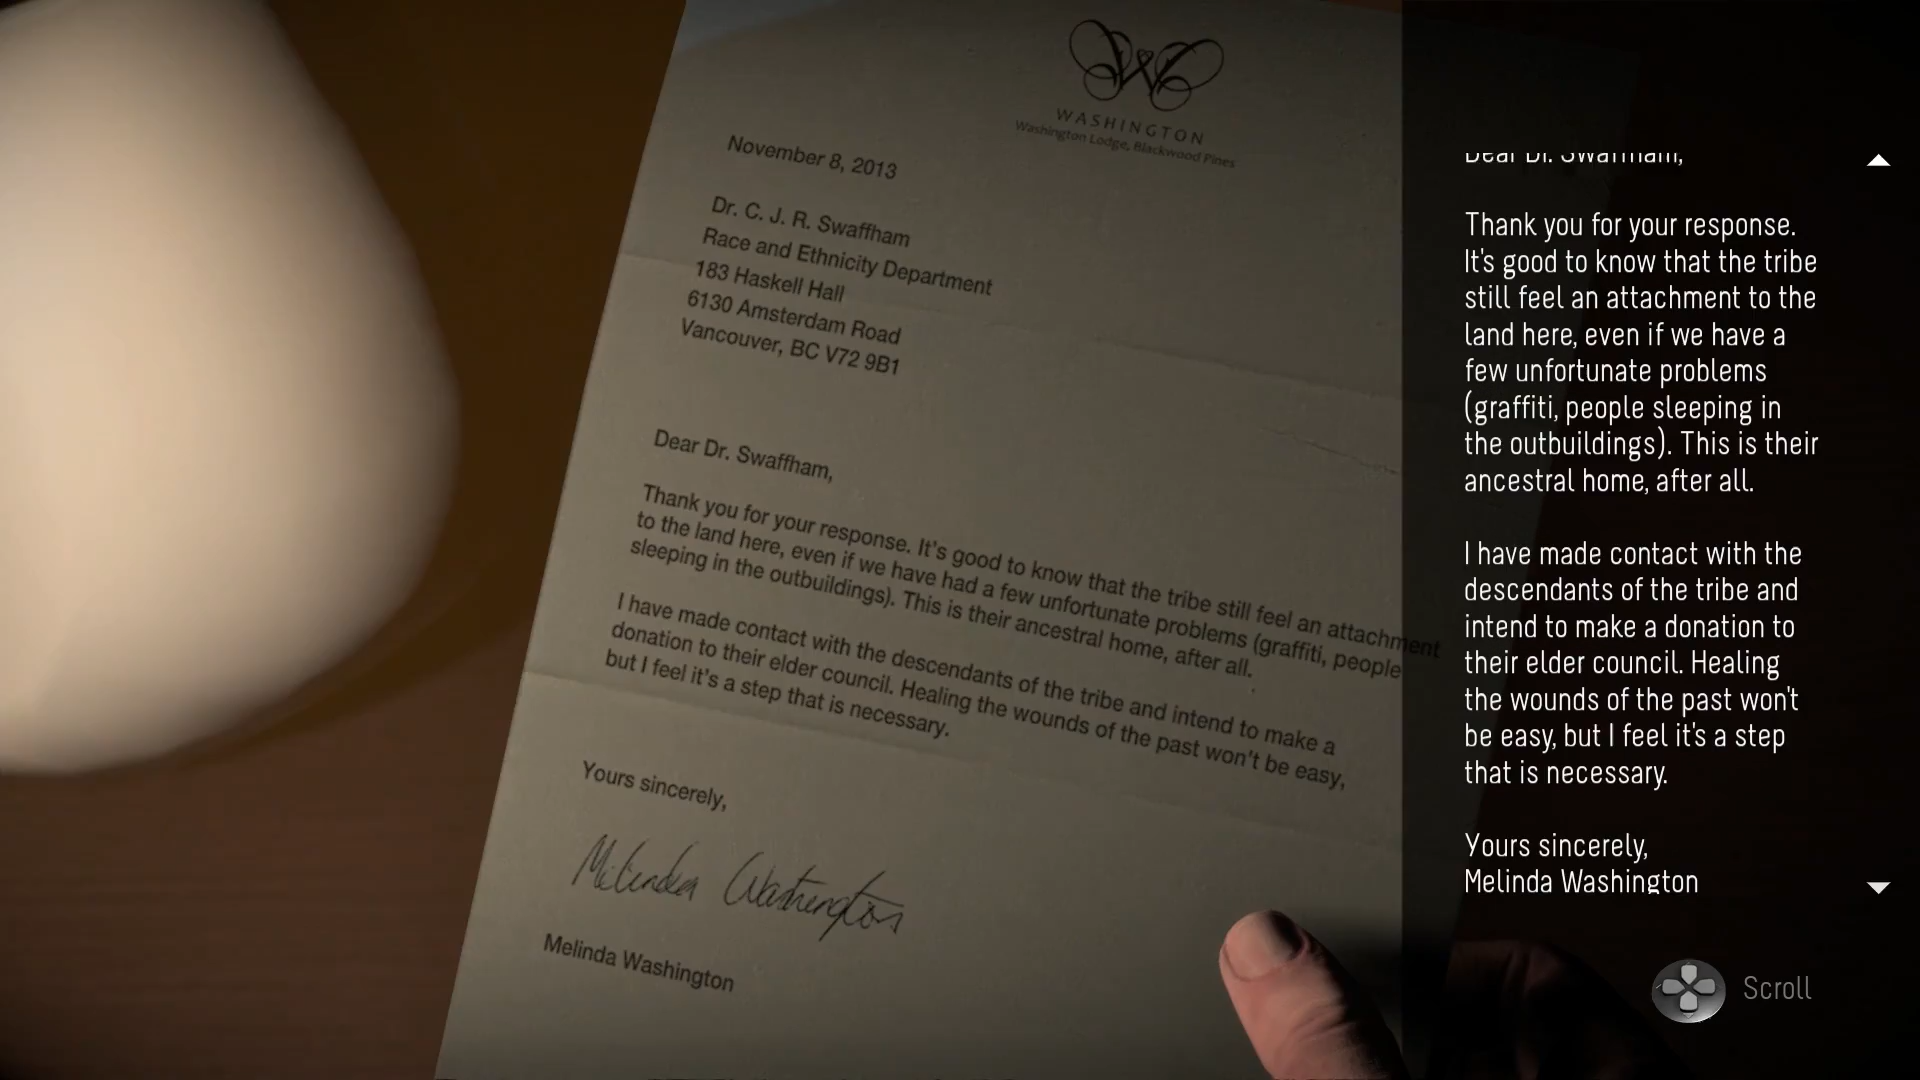 W
WASHINGTON
Washington Lodge, Blackwood Pines
November 8, 2013
Dr. C. J. R. Swaffham
Race and Ethnicity Department
183 Haskell Hall
6130 Amsterdam Road
Vancouver, BC V72 9B1
Dear Dr. Swaffham,
Thank you for your response. It's good to know that the tribe still feel an attachment
to the land here, even if we have had a few unfortunate problems (graffiti, people
sleeping in the outbuildings). This is their ancestral home, after all.
I have made contact with the descendants of the tribe and intend to make a
donation to their elder council. Healing the wounds of the past won't be easy,
but I feel it's a step that is necessary.
Yours sincerely,
Melinda Washington
Melinda Washington
Dear Dr. Swaffham,
Thank you for your response.
It's good to know that the tribe
still feel an attachment to the
land here, even if we have a
few unfortunate problems
(graffiti, people sleeping in
the outbuildings). This is their
ancestral home, after all.
I have made contact with the
descendants of the tribe and
intend to make a donation to
their elder council. Healing
the wounds of the past won't
be easy, but I feel it's a step
that is necessary.
Yours sincerely,
Melinda Washington
Scroll